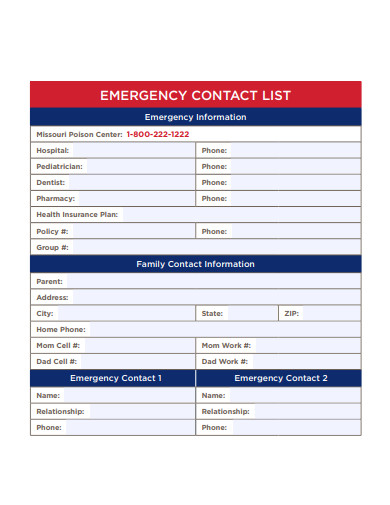 EMERGENCY CONTACT LIST
Emergency Information
Missouri Poison Center: 1-800-222-1222
Hospital: Phone:
Pediatrician: Phone:
Dentist: Phone:
Pharmacy: Phone:
Health Insurance Plan:
Policy #: Phone:
Group #:
Family Contact Information
Parent:
Address:
City: State: ZIP:
Home Phone:
Mom Cell #: Mom Work #:
Dad Cell #: Dad Work #:
Emergency Contact 1 Emergency Contact 2
Name: Name:
Relationship: Relationship:
Phone: Phone: